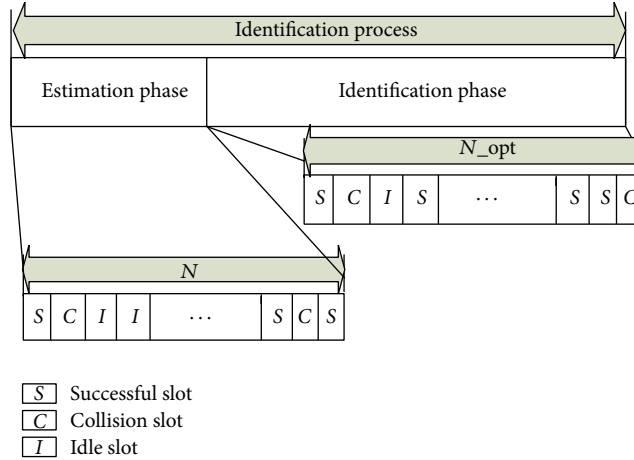 Identification process
Estimation phase
Identification phase
N_opt
S C I S ... S S C
N
S C I I ... S C S
S Successful slot
C Collision slot
I Idle slot